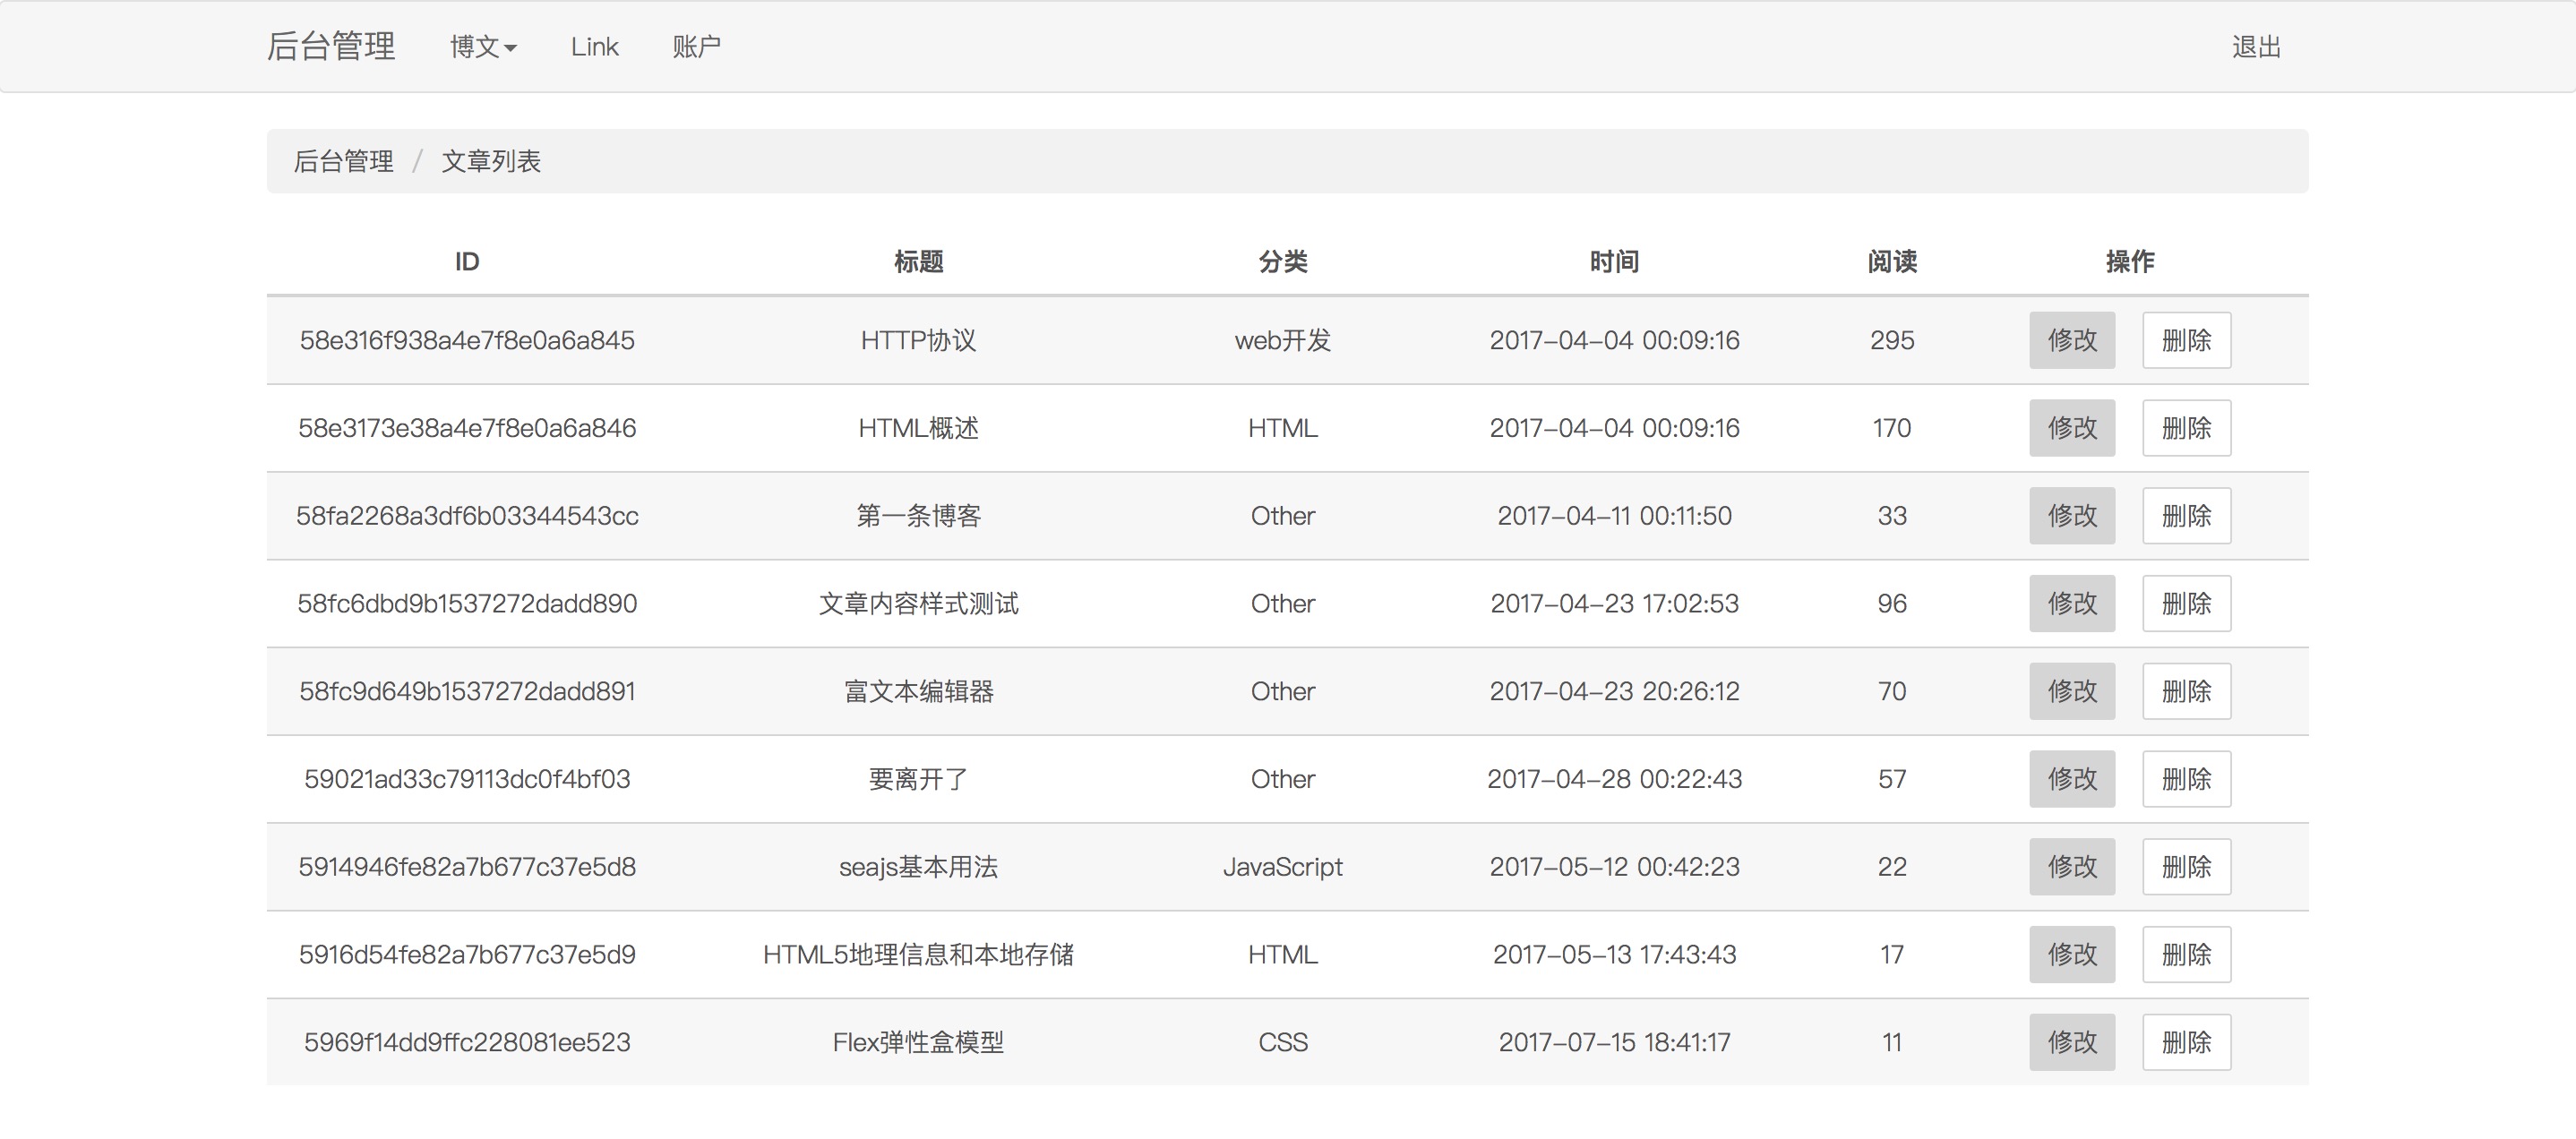 后台管理 博文 Link 账户 退出
后台管理 / 文章列表
ID 标题 分类 时间 阅读 操作
58e316f938a4e7f8e0a6a845 HTTP协议 web开发 2017-04-04 00:09:16 295 修改 删除
58e3173e38a4e7f8e0a6a846 HTML概述 HTML 2017-04-04 00:09:16 170 修改 删除
58fa2268a3df6b03344543cc 第一条博客 Other 2017-04-11 00:11:50 33 修改 删除
58fc6dbd9b1537272dadd890 文章内容样式测试 Other 2017-04-23 17:02:53 96 修改 删除
58fc9d649b1537272dadd891 富文本编辑器 Other 2017-04-23 20:26:12 70 修改 删除
59021ad33c79113dc0f4bf03 要离开了 Other 2017-04-28 00:22:43 57 修改 删除
5914946fe82a7b677c37e5d8 seajs基本用法 JavaScript 2017-05-12 00:42:23 22 修改 删除
5916d54fe82a7b677c37e5d9 HTML5地理信息和本地存储 HTML 2017-05-13 17:43:43 17 修改 删除
5969f14dd9ffc228081ee523 Flex弹性盒模型 CSS 2017-07-15 18:41:17 11 修改 删除